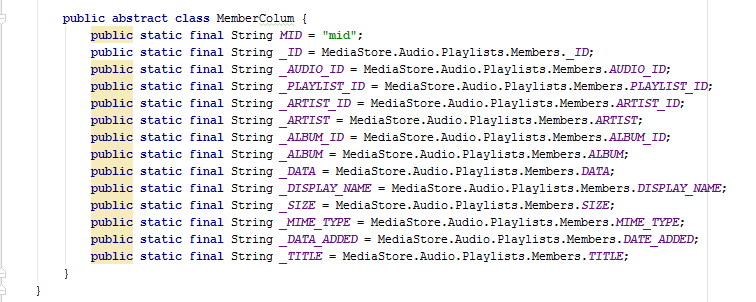 public abstract class MemberColum {
public static final String MID = "mid";
public static final String _ID = MediaStore.Audio.Playlists.Members._ID;
public static final String _AUDIO_ID = MediaStore.Audio.Playlists.Members.AUDIO_ID;
public static final String _PLAYLIST_ID = MediaStore.Audio.Playlists.Members.PLAYLIST_ID;
public static final String _ARTIST_ID = MediaStore.Audio.Playlists.Members.ARTIST_ID;
public static final String _ARTIST = MediaStore.Audio.Playlists.Members.ARTIST;
public static final String _ALBUM_ID = MediaStore.Audio.Playlists.Members.ALBUM_ID;
public static final String _ALBUM = MediaStore.Audio.Playlists.Members.ALBUM;
public static final String _DATA = MediaStore.Audio.Playlists.Members.DATA;
public static final String _DISPLAY_NAME = MediaStore.Audio.Playlists.Members.DISPLAY_NAME;
public static final String _SIZE = MediaStore.Audio.Playlists.Members.SIZE;
public static final String _MIME_TYPE = MediaStore.Audio.Playlists.Members.MIME_TYPE;
public static final String _DATA_ADDED = MediaStore.Audio.Playlists.Members.DATE_ADDED;
public static final String _TITLE = MediaStore.Audio.Playlists.Members.TITLE;
}
}